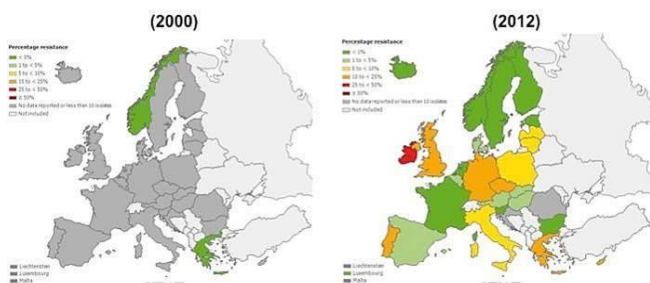 (2000)
Percentage resistance
< 1%
1 to < 5%
5 to < 10%
10 to < 25%
25 to < 50%
≥ 50%
No data reported or less than 10 isolates
Not included
Liechtenstein
Luxembourg
Malta
(2012)
Percentage resistance
< 1%
1 to < 5%
5 to < 10%
10 to < 25%
25 to < 50%
≥ 50%
No data reported or less than 10 isolates
Not included
Liechtenstein
Luxembourg
Malta